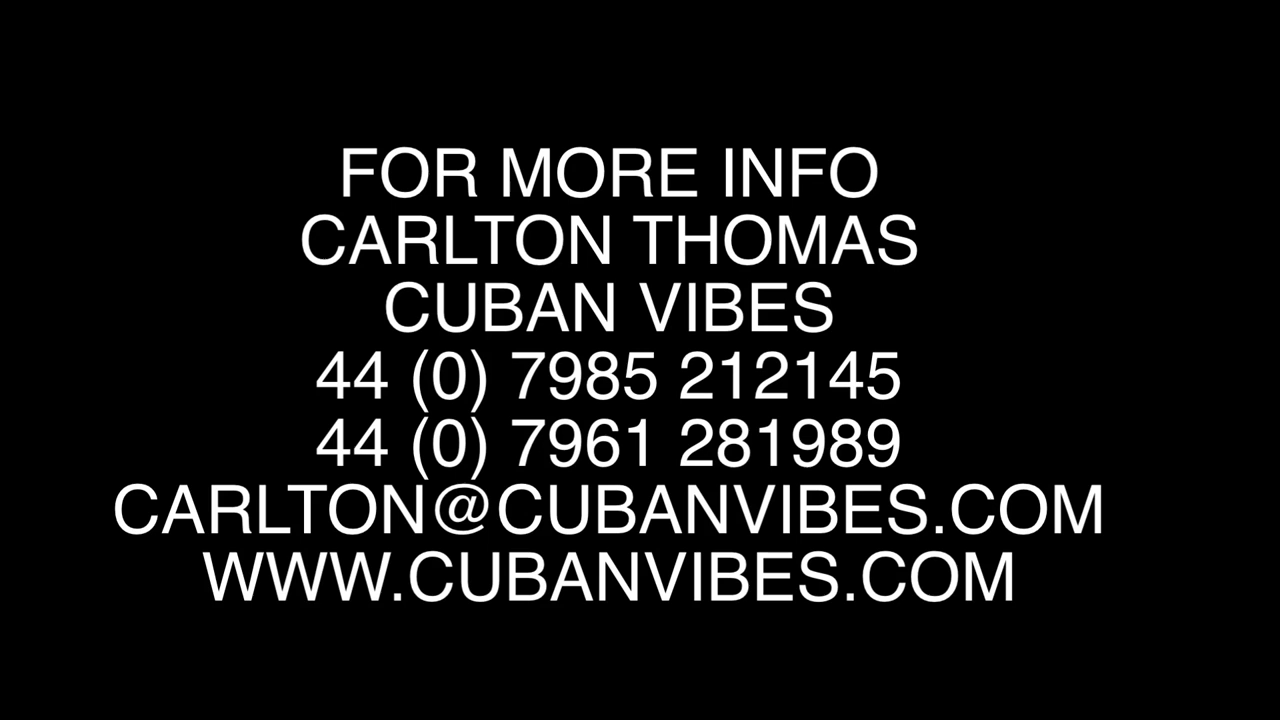 FOR MORE INFO
CARLTON THOMAS
CUBAN VIBES
44 (0) 7985 212145
44 (0) 7961 281989
CARLTON@CUBANVIBES.COM
WWW.CUBANVIBES.COM